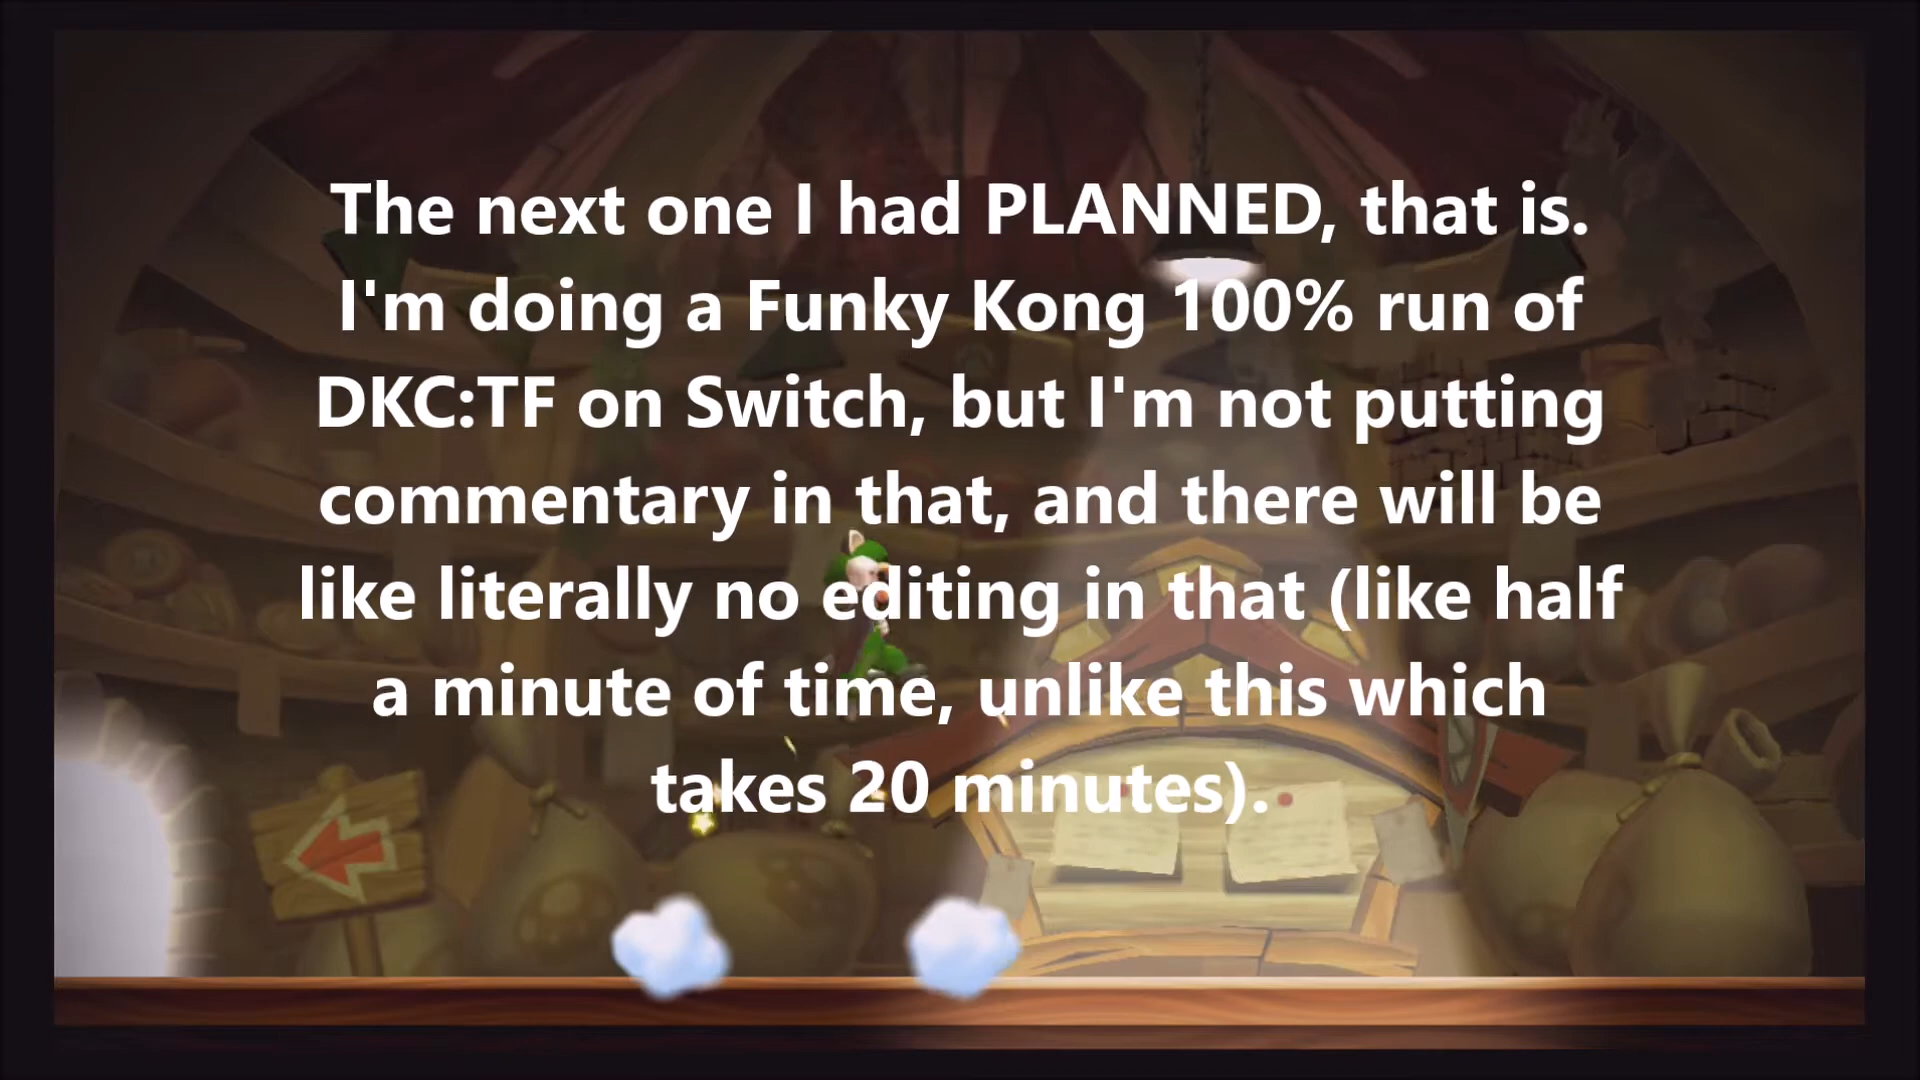 The next one I had PLANNED, that is.
I'm doing a Funky Kong 100% run of
DKC:TF on Switch, but I'm not putting
commentary in that, and there will be
like literally no editing in that (like half
a minute of time, unlike this which
takes 20 minutes).